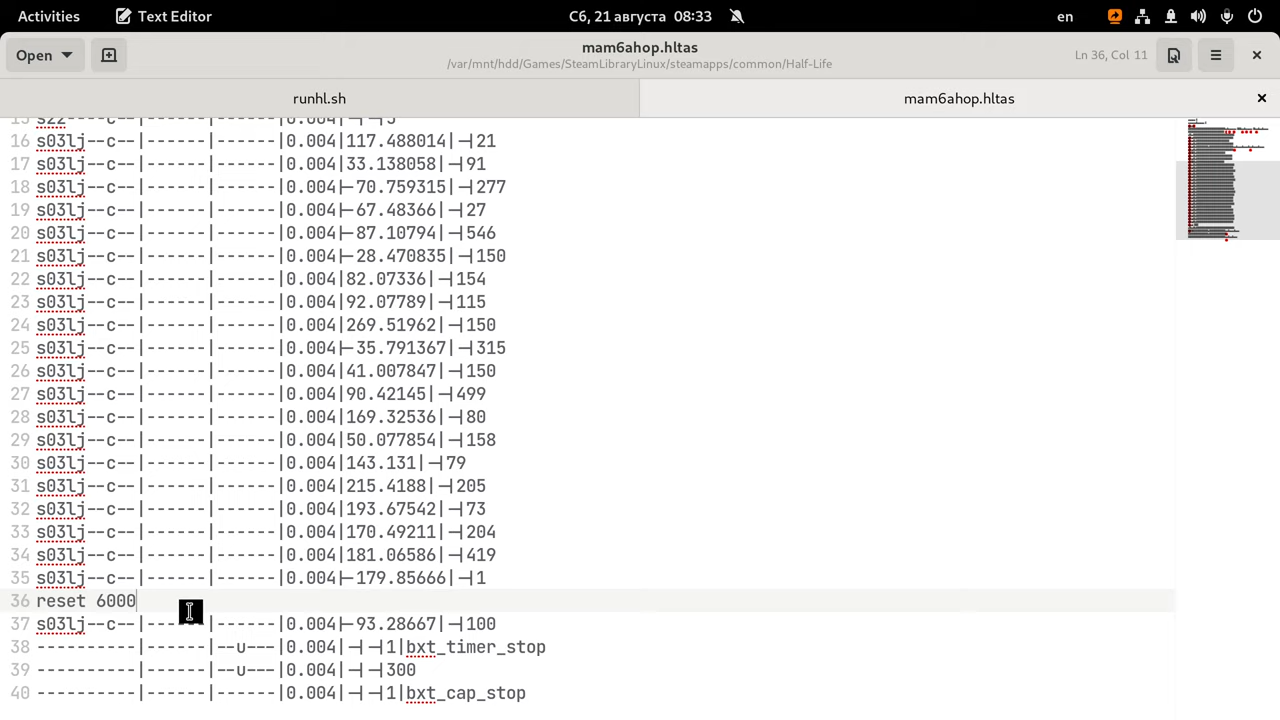 Activities Text Editor Сб, 21 августа 08:33 en
Open mam6ahop.hltas Ln 36, Col 11
/var/mnt/hdd/Games/SteamLibraryLinux/steamapps/common/Half-Life
runhl.sh mam6ahop.hltas
15 s22----c--|------|------|0.004|-|-|5
16 s03lj--c--|------|------|0.004|117.488014|-|21
17 s03lj--c--|------|------|0.004|33.138058|-|91
18 s03lj--c--|------|------|0.004|-70.759315|-|277
19 s03lj--c--|------|------|0.004|-67.48366|-|27
20 s03lj--c--|------|------|0.004|-87.10794|-|546
21 s03lj--c--|------|------|0.004|-28.470835|-|150
22 s03lj--c--|------|------|0.004|82.07336|-|154
23 s03lj--c--|------|------|0.004|92.07789|-|115
24 s03lj--c--|------|------|0.004|269.51962|-|150
25 s03lj--c--|------|------|0.004|-35.791367|-|315
26 s03lj--c--|------|------|0.004|41.007847|-|150
27 s03lj--c--|------|------|0.004|90.42145|-|499
28 s03lj--c--|------|------|0.004|169.32536|-|80
29 s03lj--c--|------|------|0.004|50.077854|-|158
30 s03lj--c--|------|------|0.004|143.131|-|79
31 s03lj--c--|------|------|0.004|215.4188|-|205
32 s03lj--c--|------|------|0.004|193.67542|-|73
33 s03lj--c--|------|------|0.004|170.49211|-|204
34 s03lj--c--|------|------|0.004|181.06586|-|419
35 s03lj--c--|------|------|0.004|-179.85666|-|1
36 reset 6000
37 s03lj--c--|------|------|0.004|-93.28667|-|100
38 ----------|------|--u---|0.004|-|-|1|bxt_timer_stop
39 ----------|------|--u---|0.004|-|-|300
40 ----------|------|------|0.004|-|-|1|bxt_cap_stop